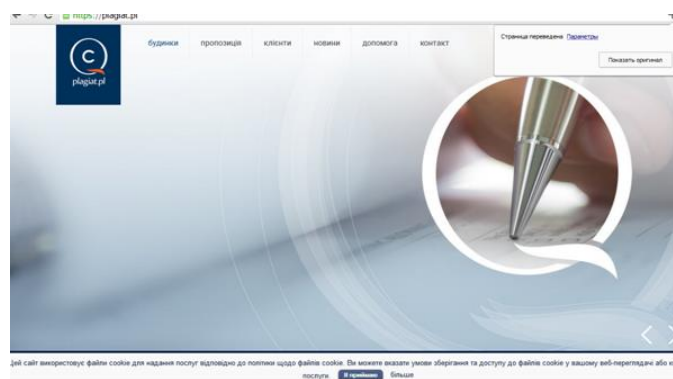 https://plagiat.pl
будинки пропозиція клієнти новини допомога контакт
Страница переведена Параметры
Показать оригинал
plagiat.pl
Цей сайт використовує файли cookie для надання послуг відповідно до політики щодо файлів cookie. Ви можете вказати умови зберігання та доступу до файлів cookie у вашому веб-переглядачі або
послуги. Я приймаю більше